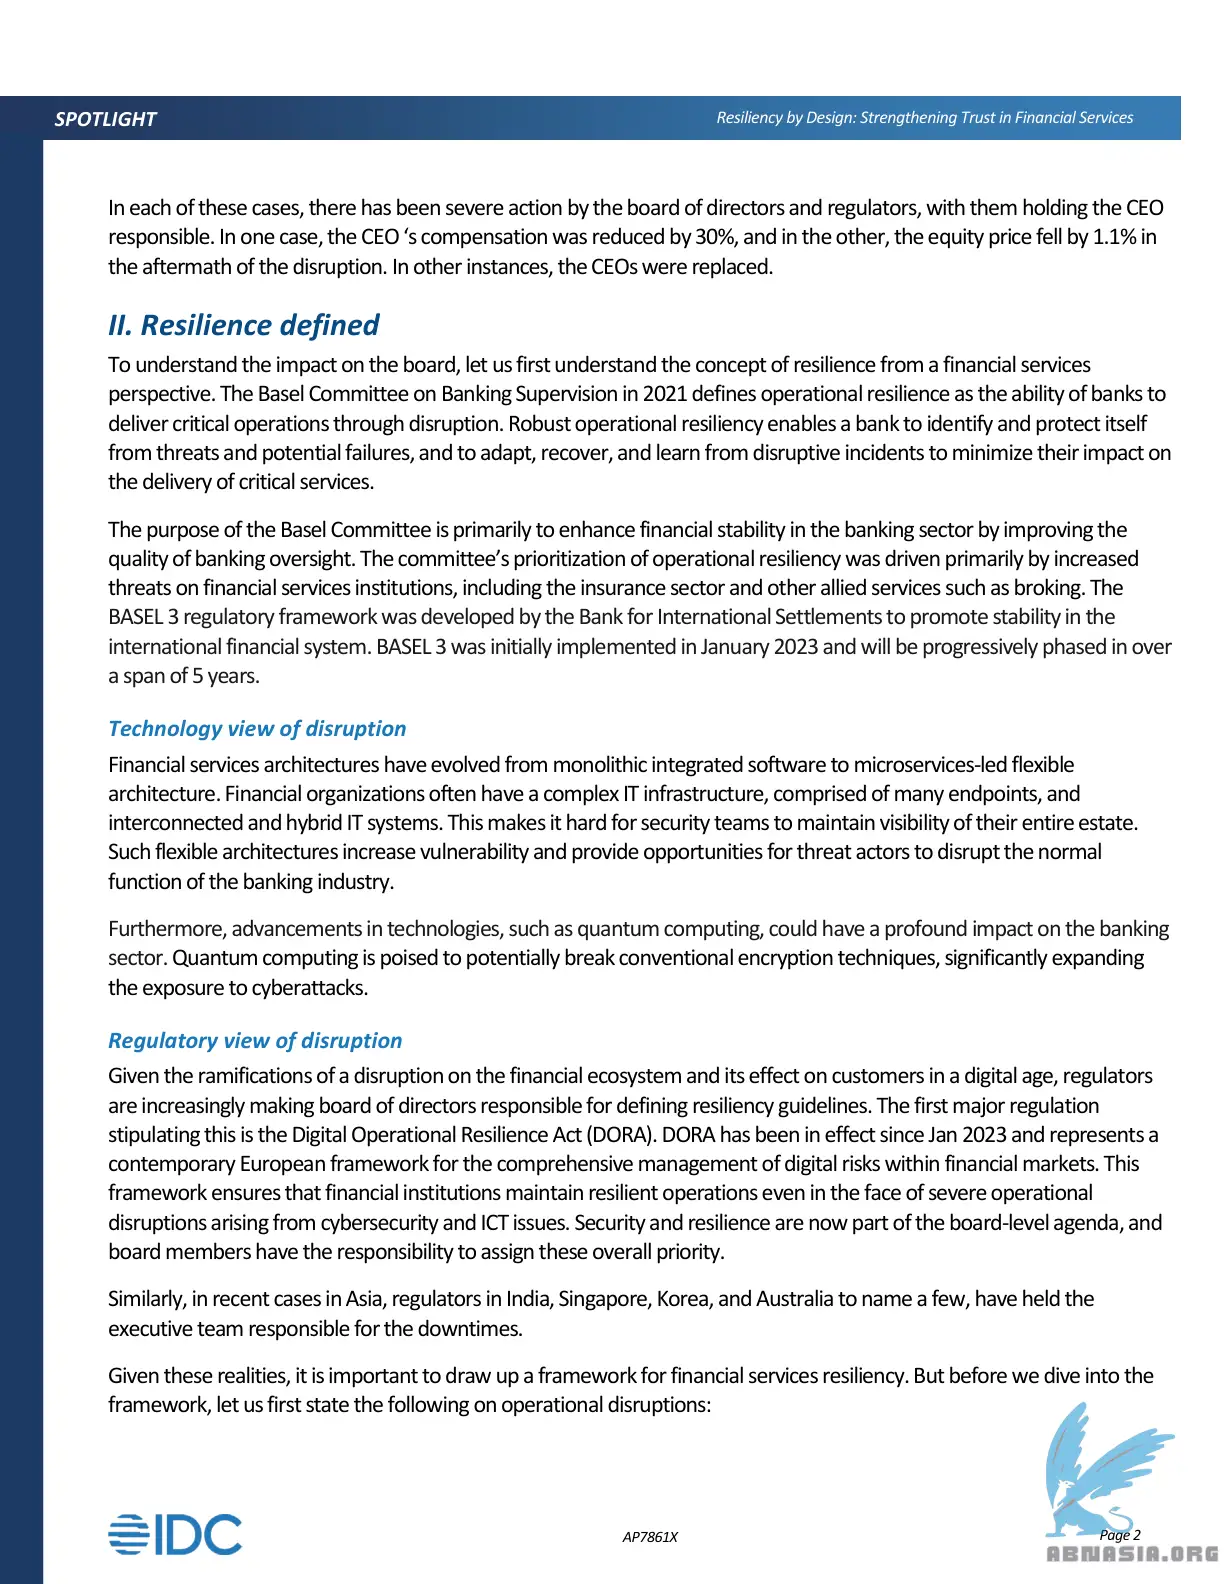 SPOTLIGHT
Resiliency by Design: Strengthening Trust in Financial Services
In each of these cases, there has been severe action by the board of directors and regulators, with them holding the CEO
responsible. In one case, the CEO ‘s compensation was reduced by 30%, and in the other, the equity price fell by 1.1% in
the aftermath of the disruption. In other instances, the CEOs were replaced.
II. Resilience defined
To understand the impact on the board, let us first understand the concept of resilience from a financial services
perspective. The Basel Committee on Banking Supervision in 2021 defines operational resilience as the ability of banks to
deliver critical operations through disruption. Robust operational resiliency enables a bank to identify and protect itself
from threats and potential failures, and to adapt, recover, and learn from disruptive incidents to minimize their impact on
the delivery of critical services.
The purpose of the Basel Committee is primarily to enhance financial stability in the banking sector by improving the
quality of banking oversight. The committee’s prioritization of operational resiliency was driven primarily by increased
threats on financial services institutions, including the insurance sector and other allied services such as broking. The
BASEL 3 regulatory framework was developed by the Bank for International Settlements to promote stability in the
international financial system. BASEL 3 was initially implemented in January 2023 and will be progressively phased in over
a span of 5 years.
Technology view of disruption
Financial services architectures have evolved from monolithic integrated software to microservices-led flexible
architecture. Financial organizations often have a complex IT infrastructure, comprised of many endpoints, and
interconnected and hybrid IT systems. This makes it hard for security teams to maintain visibility of their entire estate.
Such flexible architectures increase vulnerability and provide opportunities for threat actors to disrupt the normal
function of the banking industry.
Furthermore, advancements in technologies, such as quantum computing, could have a profound impact on the banking
sector. Quantum computing is poised to potentially break conventional encryption techniques, significantly expanding
the exposure to cyberattacks.
Regulatory view of disruption
Given the ramifications of a disruption on the financial ecosystem and its effect on customers in a digital age, regulators
are increasingly making board of directors responsible for defining resiliency guidelines. The first major regulation
stipulating this is the Digital Operational Resilience Act (DORA). DORA has been in effect since Jan 2023 and represents a
contemporary European framework for the comprehensive management of digital risks within financial markets. This
framework ensures that financial institutions maintain resilient operations even in the face of severe operational
disruptions arising from cybersecurity and ICT issues. Security and resilience are now part of the board-level agenda, and
board members have the responsibility to assign these overall priority.
Similarly, in recent cases in Asia, regulators in India, Singapore, Korea, and Australia to name a few, have held the
executive team responsible for the downtimes.
Given these realities, it is important to draw up a framework for financial services resiliency. But before we dive into the
framework, let us first state the following on operational disruptions:
IDC
AP7861X
Page 2
ABNASIA.ORG